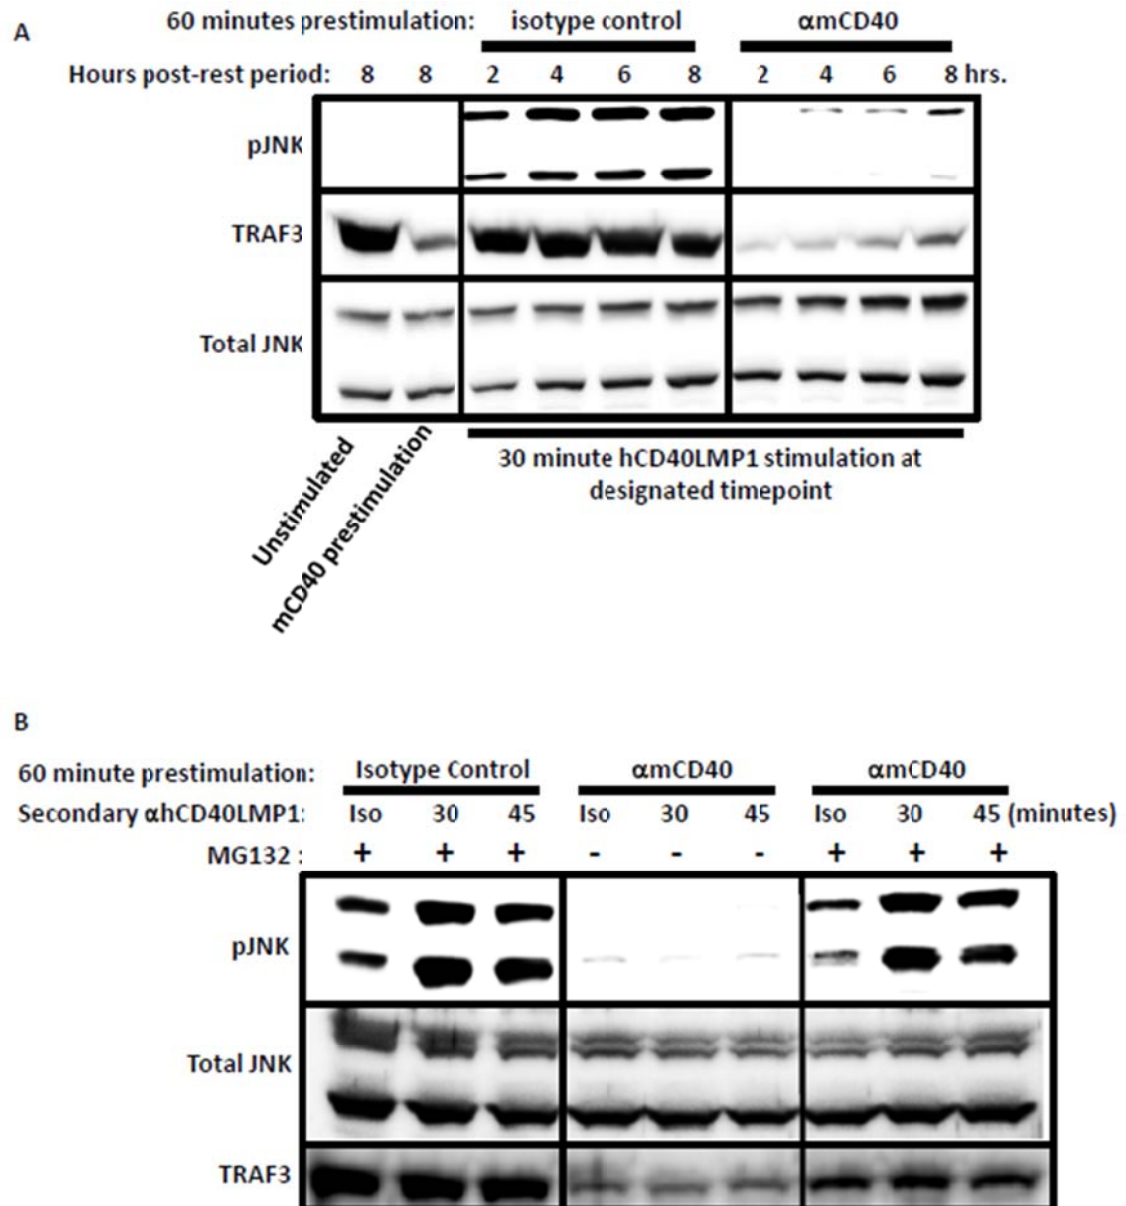 A
60 minutes prestimulation: isotype control αmCD40
Hours post-rest period: 8 8 2 4 6 8 2 4 6 8 hrs.
pJNK
TRAF3
Total JNK
Unstimulated
mCD40 prestimulation
30 minute hCD40LMP1 stimulation at
designated timepoint
B
60 minute prestimulation: Isotype Control αmCD40 αmCD40
Secondary αhCD40LMP1: Iso 30 45 Iso 30 45 Iso 30 45 (minutes)
MG132 : + + + - - - + + +
pJNK
Total JNK
TRAF3